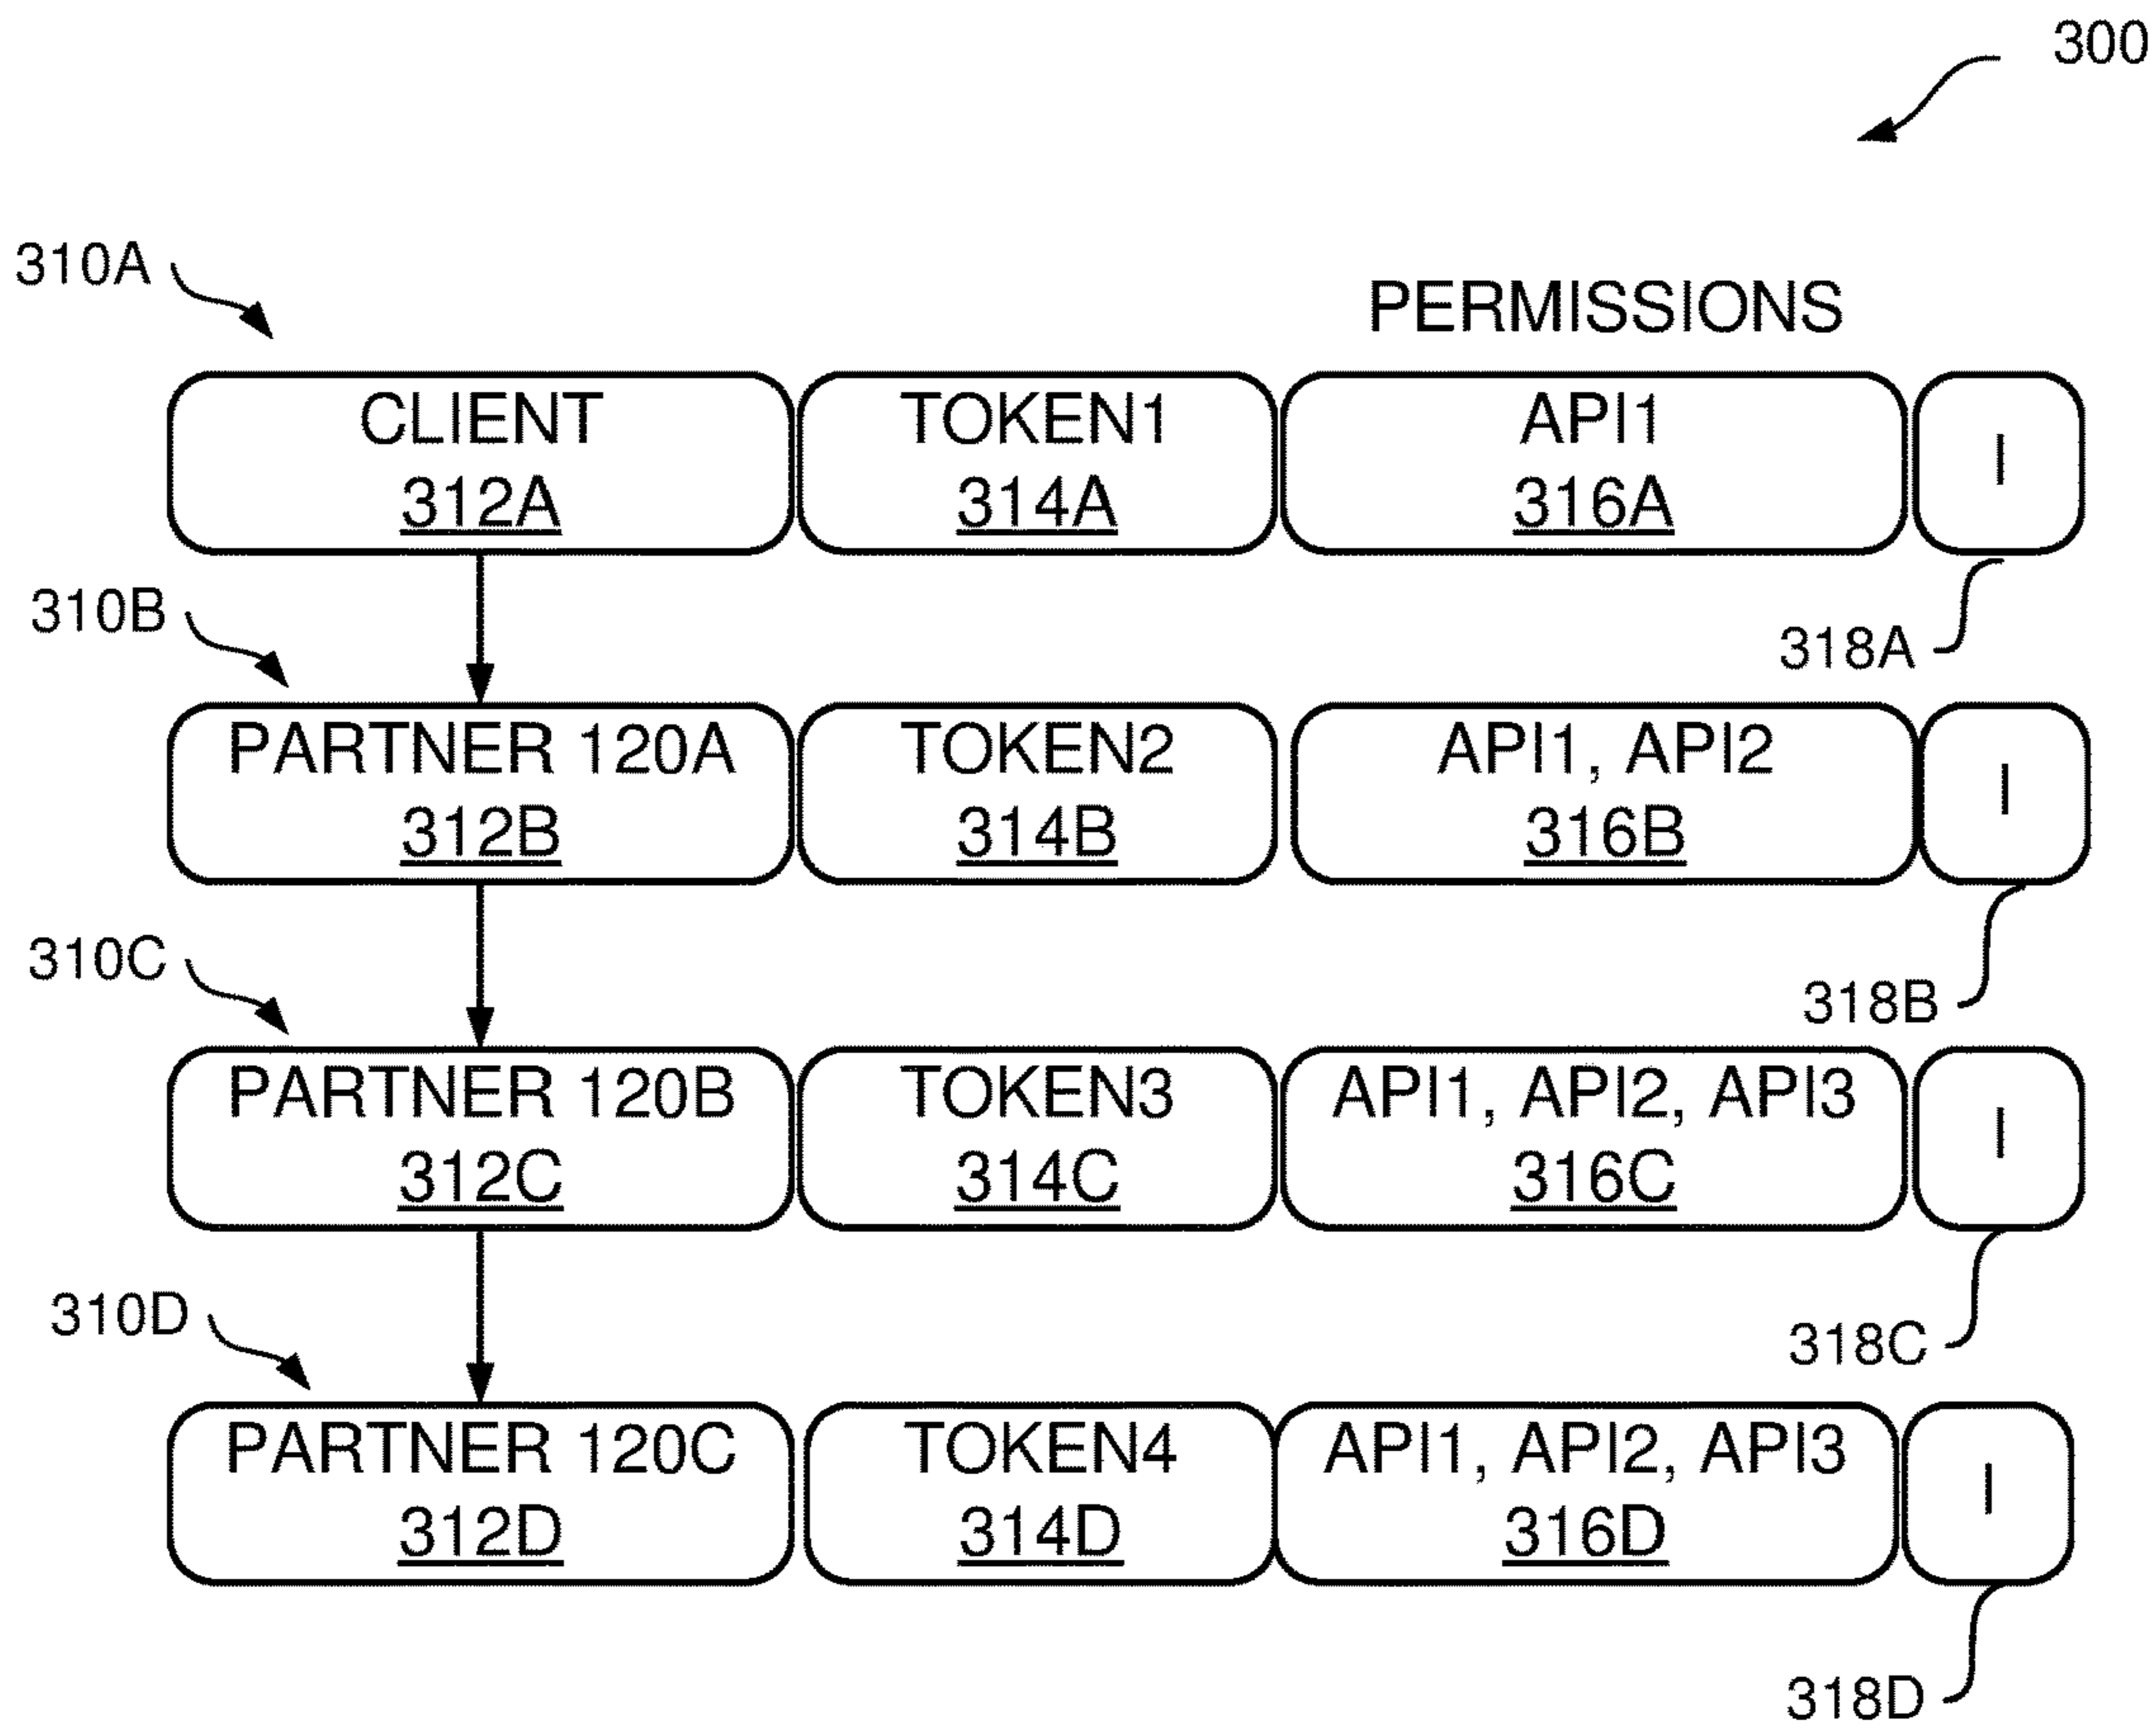 300
310A
PERMISSIONS
CLIENT
312A
TOKEN1
314A
API1
316A
I
318A
310B
PARTNER 120A
312B
TOKEN2
314B
API1, API2
316B
I
318B
310C
PARTNER 120B
312C
TOKEN3
314C
API1, API2, API3
316C
I
318C
310D
PARTNER 120C
312D
TOKEN4
314D
API1, API2, API3
316D
I
318D